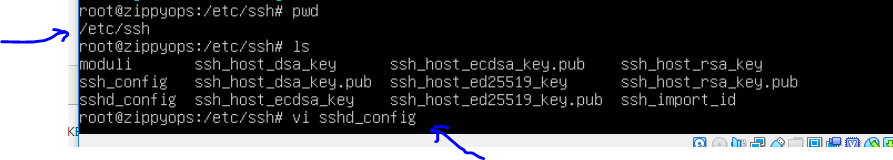 root@zippyops:/etc/ssh# pwd
/etc/ssh
root@zippyops:/etc/ssh# ls
moduli ssh_host_dsa_key ssh_host_ecdsa_key.pub ssh_host_rsa_key
ssh_config ssh_host_dsa_key.pub ssh_host_ed25519_key ssh_host_rsa_key.pub
sshd_config ssh_host_ecdsa_key ssh_host_ed25519_key.pub ssh_import_id
root@zippyops:/etc/ssh# vi sshd_config